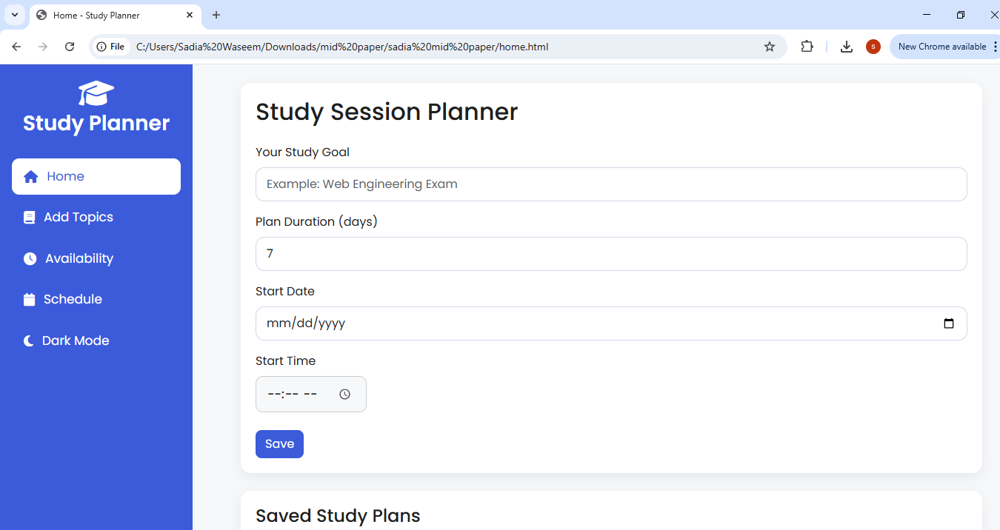 Home - Study Planner
File
C:/Users/Sadia%20Waseem/Downloads/mid%20paper/sadia%20mid%20paper/home.html
S
New Chrome available
Study Planner
Home
Add Topics
Availability
Schedule
Dark Mode
Study Session Planner
Your Study Goal
Example: Web Engineering Exam
Plan Duration (days)
7
Start Date
mm/dd/yyyy
Start Time
--:-- --
Save
Saved Study Plans